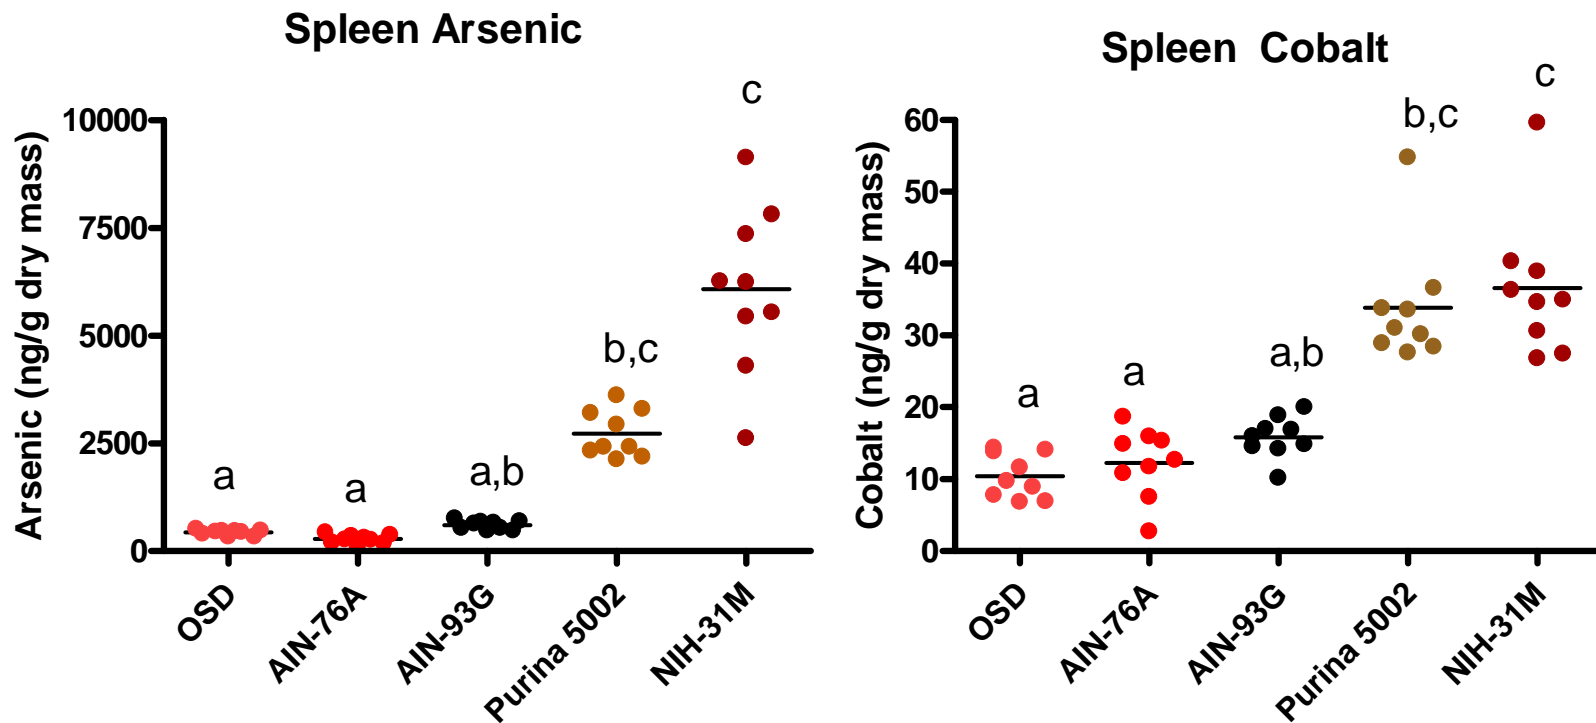 Spleen Arsenic
Arsenic (ng/g dry mass)
10000
7500
5000
2500
0
a
a
a,b
b,c
c
OSD
AIN-76A
AIN-93G
Purina 5002
NIH-31M
Spleen Cobalt
Cobalt (ng/g dry mass)
60
50
40
30
20
10
0
a
a
a,b
b,c
c
OSD
AIN-76A
AIN-93G
Purina 5002
NIH-31M